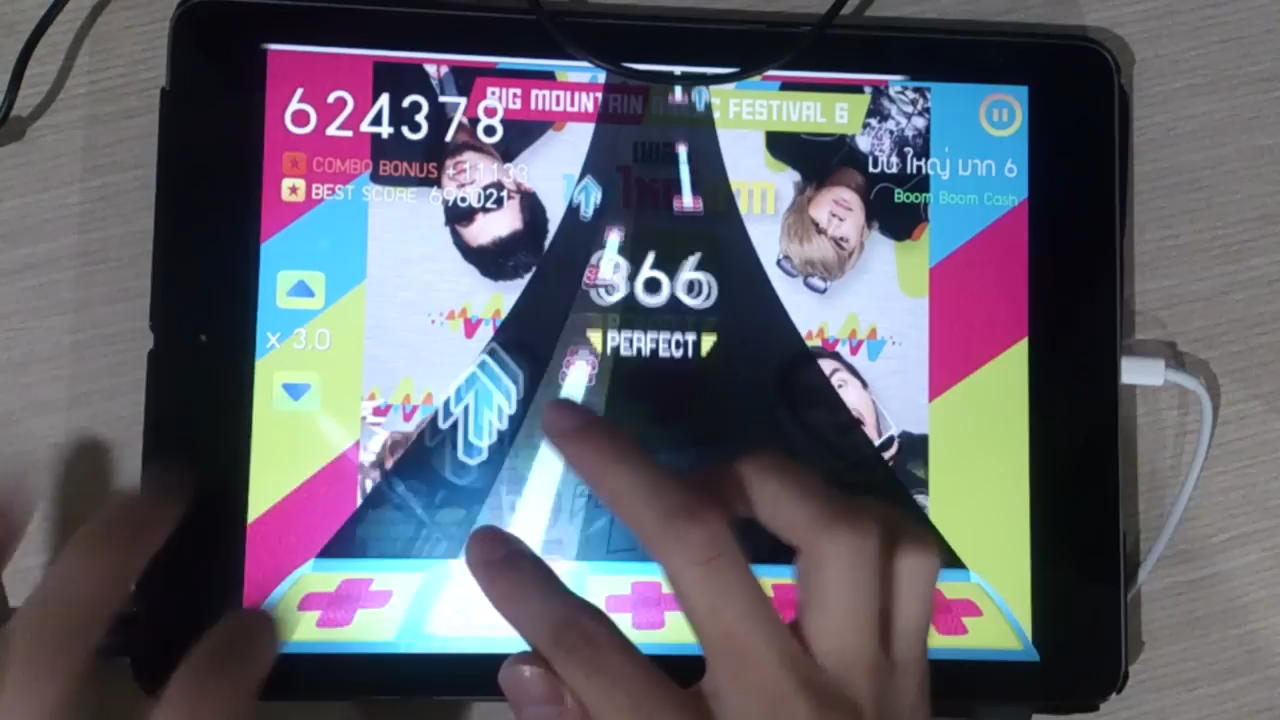 624378
BIG MOUNTAIN MUSIC FESTIVAL 6
COMBO BONUS +11133
BEST SCORE 696021
มัน ใหญ่ มาก 6
Boom Boom Cash
366
PERFECT
x 3.0